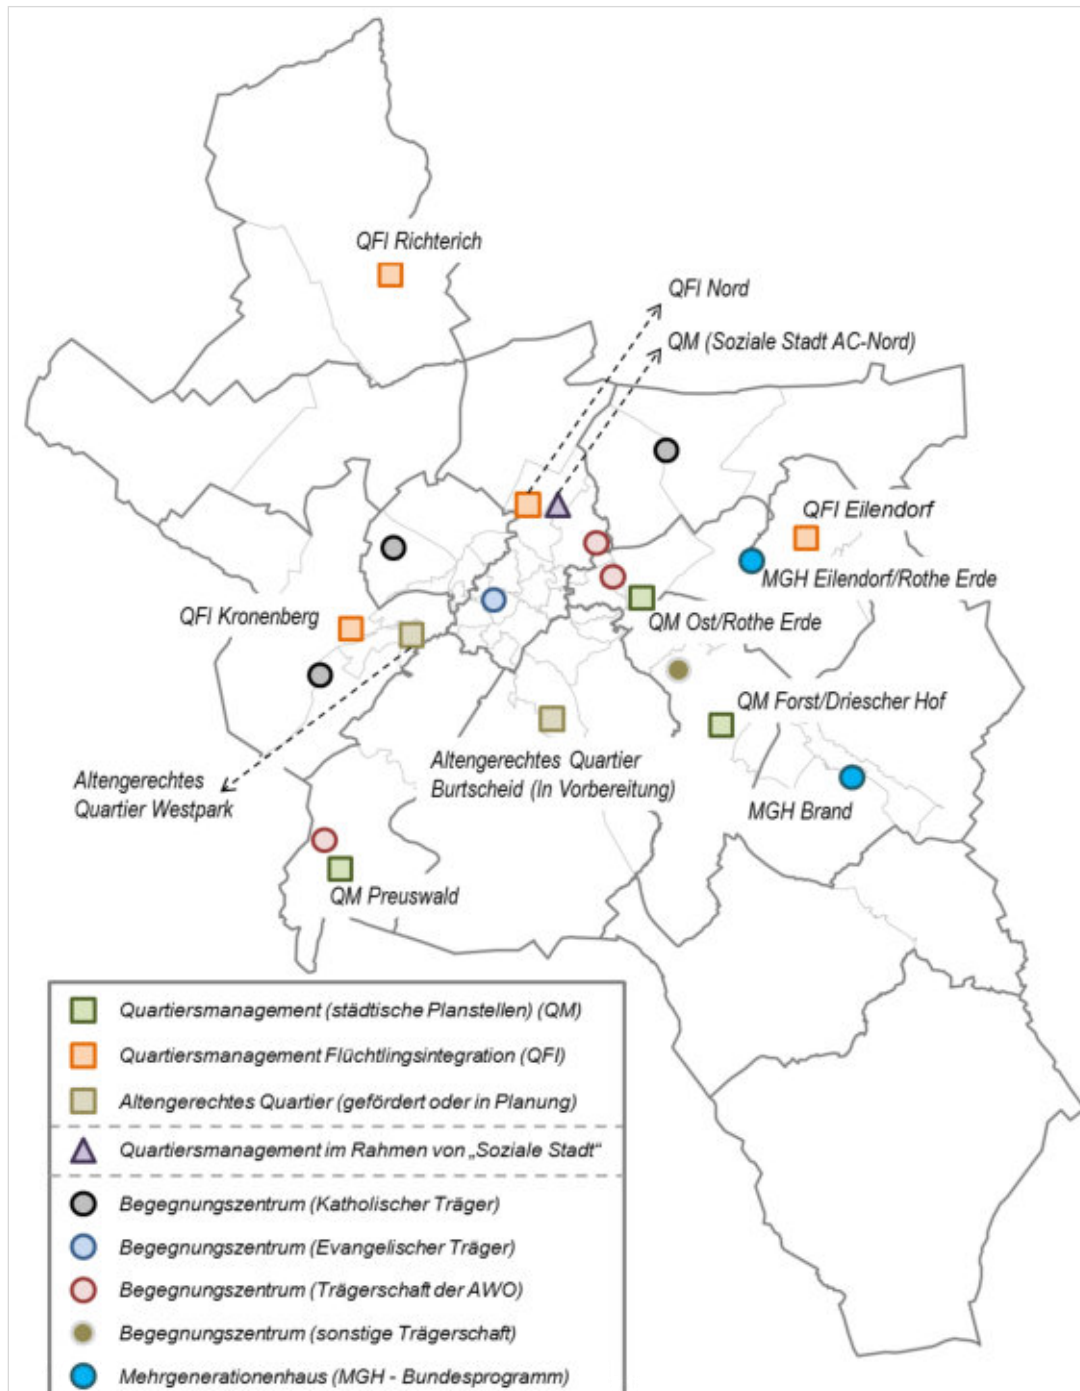 QFI Richterich
QFI Nord
QM (Soziale Stadt AC-Nord)
QFI Eilendorf
MGH Eilendorf/Rothe Erde
QFI Kronenberg
QM Ost/Rothe Erde
QM Forst/Driescher Hof
Altengerechtes Quartier
Burtscheid (In Vorbereitung)
Altengerechtes
Quartier Westpark
MGH Brand
QM Preuswald
Quartiersmanagement (städtische Planstellen) (QM)
Quartiersmanagement Flüchtlingsintegration (QFI)
Altengerechtes Quartier (gefördert oder in Planung)
Quartiersmanagement im Rahmen von „Soziale Stadt“
Begegnungszentrum (Katholischer Träger)
Begegnungszentrum (Evangelischer Träger)
Begegnungszentrum (Trägerschaft der AWO)
Begegnungszentrum (sonstige Trägerschaft)
Mehrgenerationenhaus (MGH - Bundesprogramm)